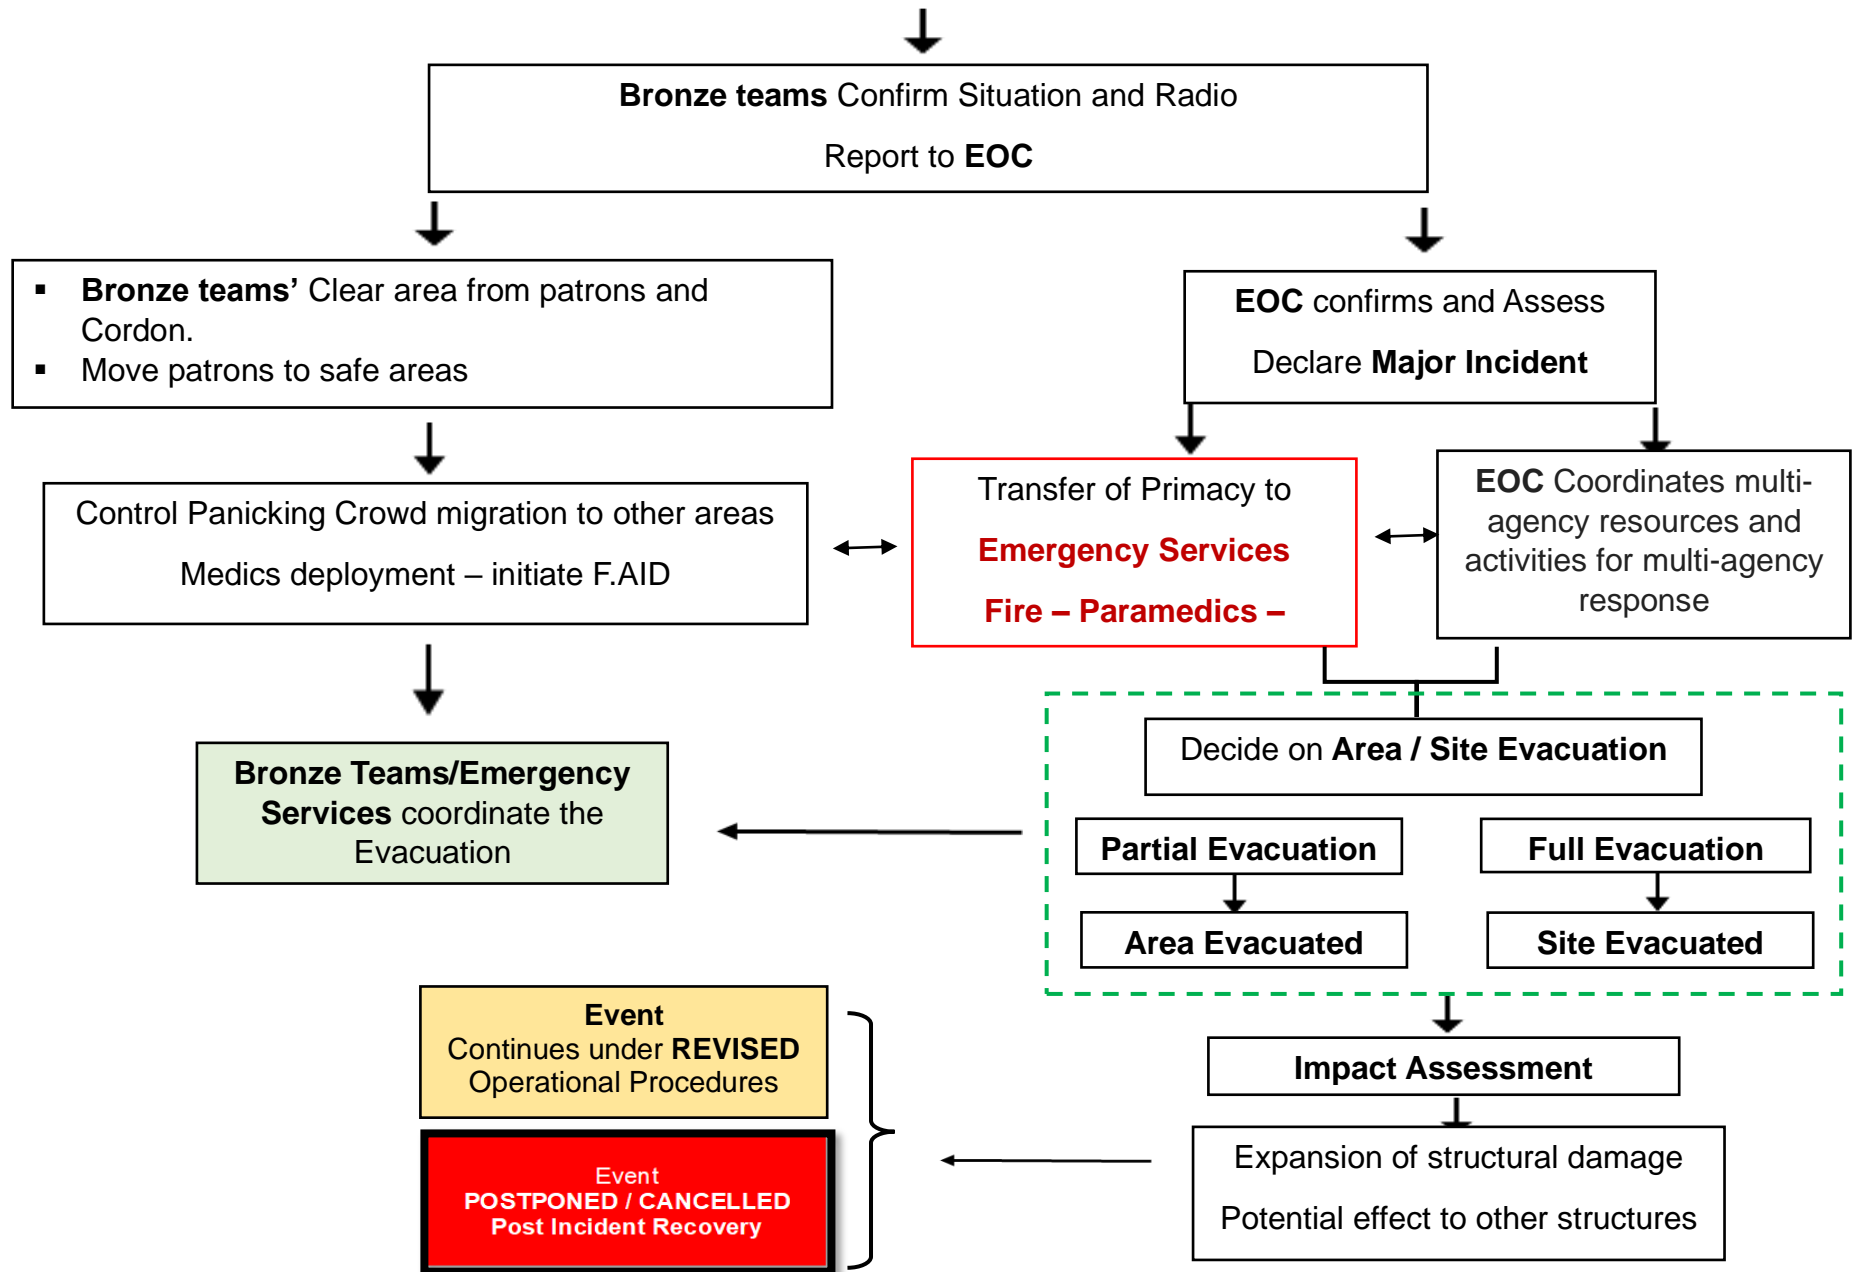 Bronze teams Confirm Situation and Radio
Report to EOC
▪ Bronze teams’ Clear area from patrons and
Cordon.
▪ Move patrons to safe areas
EOC confirms and Assess
Declare Major Incident
Control Panicking Crowd migration to other areas
Medics deployment – initiate F.AID
Transfer of Primacy to
Emergency Services
Fire – Paramedics –
EOC Coordinates multi-
agency resources and
activities for multi-agency
response
Decide on Area / Site Evacuation
Bronze Teams/Emergency
Services coordinate the
Evacuation
Partial Evacuation
Full Evacuation
Area Evacuated
Site Evacuated
Event
Continues under REVISED
Operational Procedures
Impact Assessment
Event
POSTPONED / CANCELLED
Post Incident Recovery
Expansion of structural damage
Potential effect to other structures